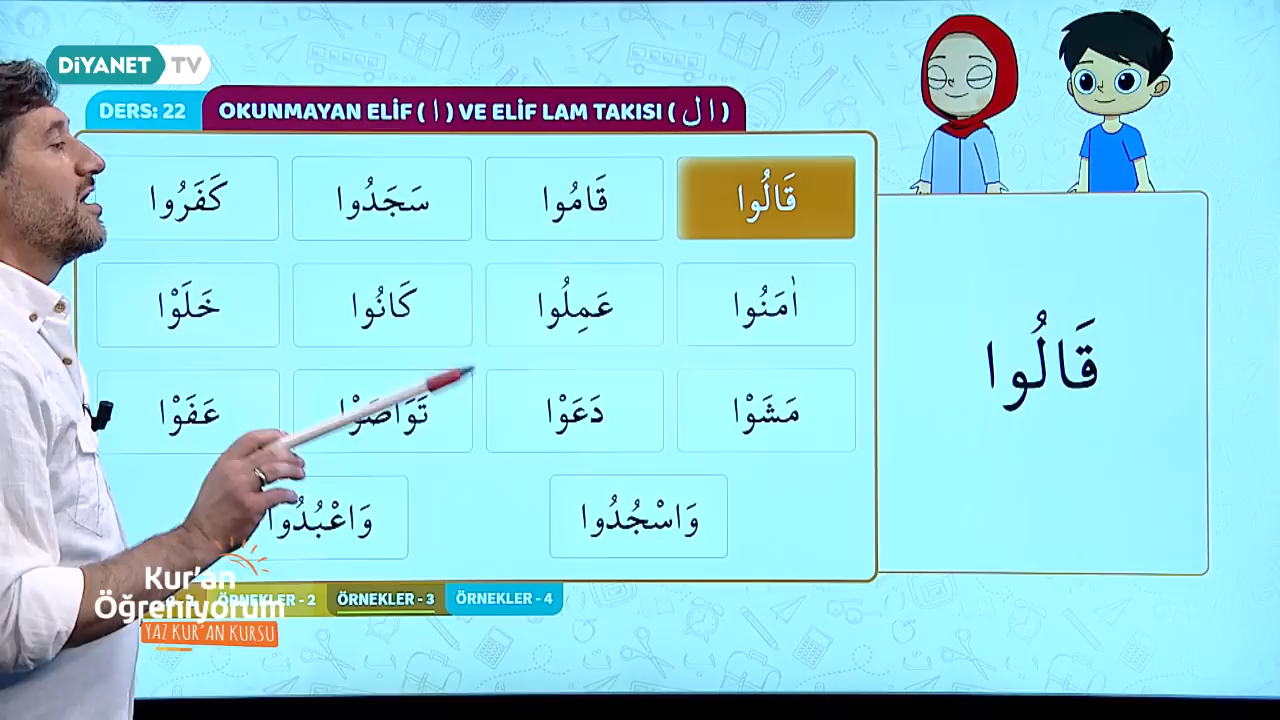 DİYANET TV
DERS: 22
OKUNMAYAN ELİF ( ا ) VE ELİF LAM TAKISI ( ال )
قَالُوا قَامُوا سَجَدُوا كَفَرُوا
اٰمَنُوا عَمِلُوا كَانُوا خَلَوْا
مَشَوْا دَعَوْا تَوَاصَوْا عَفَوْا
وَاسْجُدُوا وَاعْبُدُوا
قَالُوا
ÖRNEKLER - 2 ÖRNEKLER - 3 ÖRNEKLER - 4
Kur'an
Öğreniyorum
YAZ KUR'AN KURSU